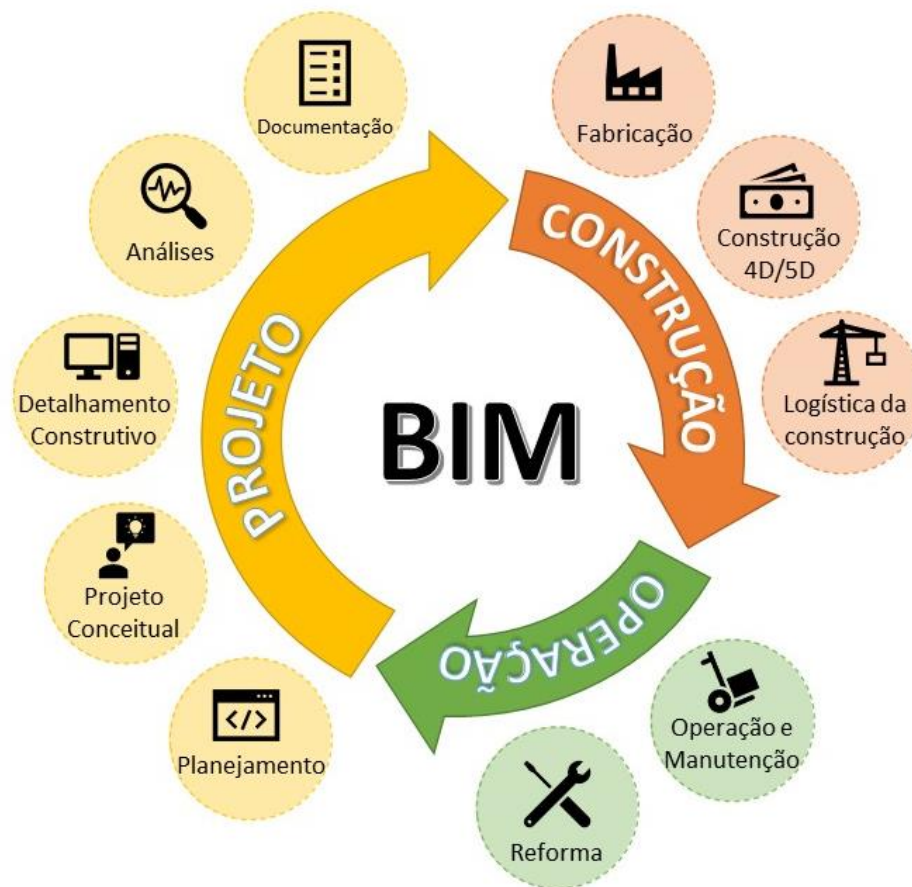 Documentação
Fabricação
Análises
Construção
4D/5D
Detalhamento
Construtivo
Logística da
construção
Projeto
Conceitual
Planejamento
Operação e
Manutenção
Reforma
PROJETO
CONSTRUÇÃO
OPERAÇÃO
BIM